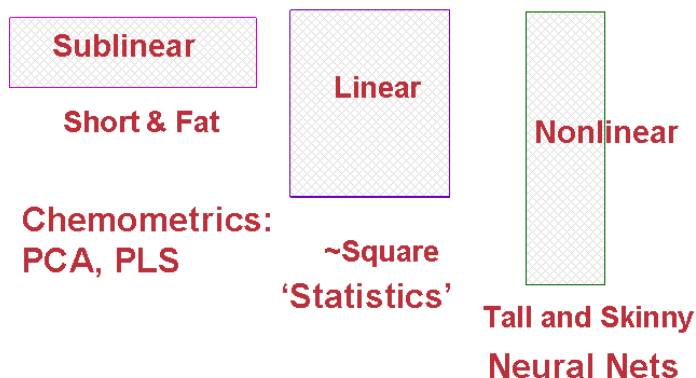 Sublinear
Short & Fat
Chemometrics:
PCA, PLS
Linear
~Square
‘Statistics’
Nonlinear
Tall and Skinny
Neural Nets